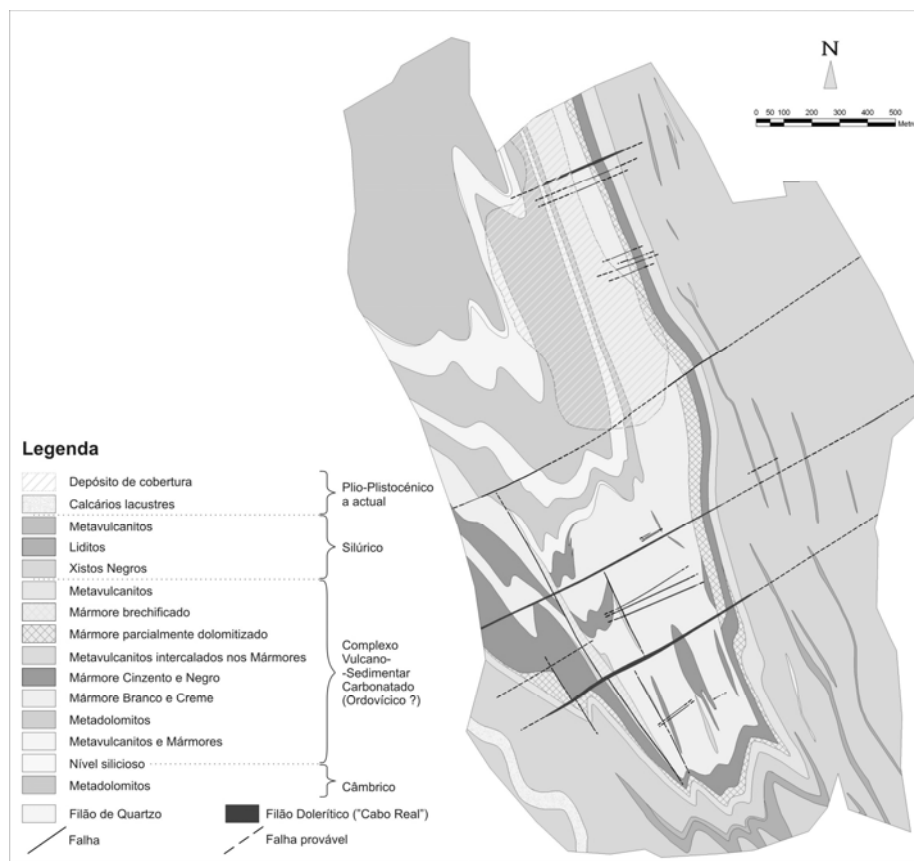 N
0 50 100 200 300 400 500
Metr
Legenda
Depósito de cobertura
Calcários lacustres
Plio-Plistocénico
a actual
Metavulcanitos
Liditos
Xistos Negros
Silúrico
Metavulcanitos
Mármore brechificado
Mármore parcialmente dolomitizado
Metavulcanitos intercalados nos Mármores
Mármore Cinzento e Negro
Mármore Branco e Creme
Metadolomitos
Metavulcanitos e Mármores
Nível silicioso
Complexo
Vulcano-
-Sedimentar
Carbonatado
(Ordovícico ?)
Metadolomitos
Câmbrico
Filão de Quartzo
Filão Dolerítico ("Cabo Real")
Falha
Falha provável